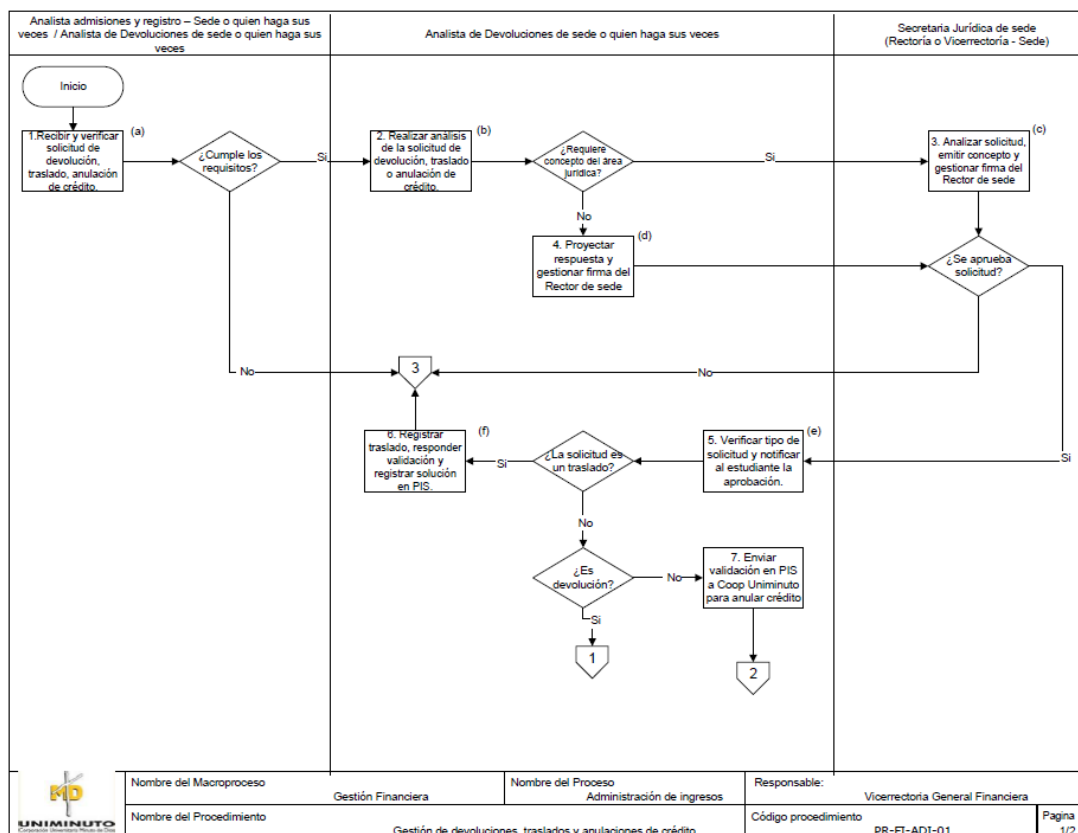 Analista admisiones y registro – Sede o quien haga sus
veces / Analista de Devoluciones de sede o quien haga sus
veces
Analista de Devoluciones de sede o quien haga sus veces
Secretaria Jurídica de sede
(Rectoría o Vicerrectoría - Sede)
Inicio
1.Recibir y verificar
solicitud de
devolución,
traslado, anulación
de crédito.
(a)
¿Cumple los
requisitos?
Si
2. Realizar análisis
de la solicitud de
devolución, traslado
o anulación de
crédito.
(b)
¿Requiere
concepto del área
jurídica?
Si
3. Analizar solicitud,
emitir concepto y
gestionar firma del
Rector de sede
(c)
No
4. Proyectar
respuesta y
gestionar firma del
Rector de sede
(d)
¿Se aprueba
solicitud?
No
3
No
Si
6. Registrar
traslado, responder
validación y
registrar solución
en PIS.
(f)
Si
¿La solicitud es
un traslado?
5. Verificar tipo de
solicitud y notificar
al estudiante la
aprobación.
(e)
No
¿Es
devolución?
No
7. Enviar
validación en PIS
a Coop Uniminuto
para anular crédito
Si
1
2
MD
UNIMINUTO
Corporación Universitaria Minuto de Dios
Nombre del Macroproceso
Gestión Financiera
Nombre del Proceso
Administración de ingresos
Responsable:
Vicerrectoria General Financiera
Nombre del Procedimiento
Gestión de devoluciones, traslados y anulaciones de crédito
Código procedimiento
PR-FI-ADI-01
Pagina
1/2